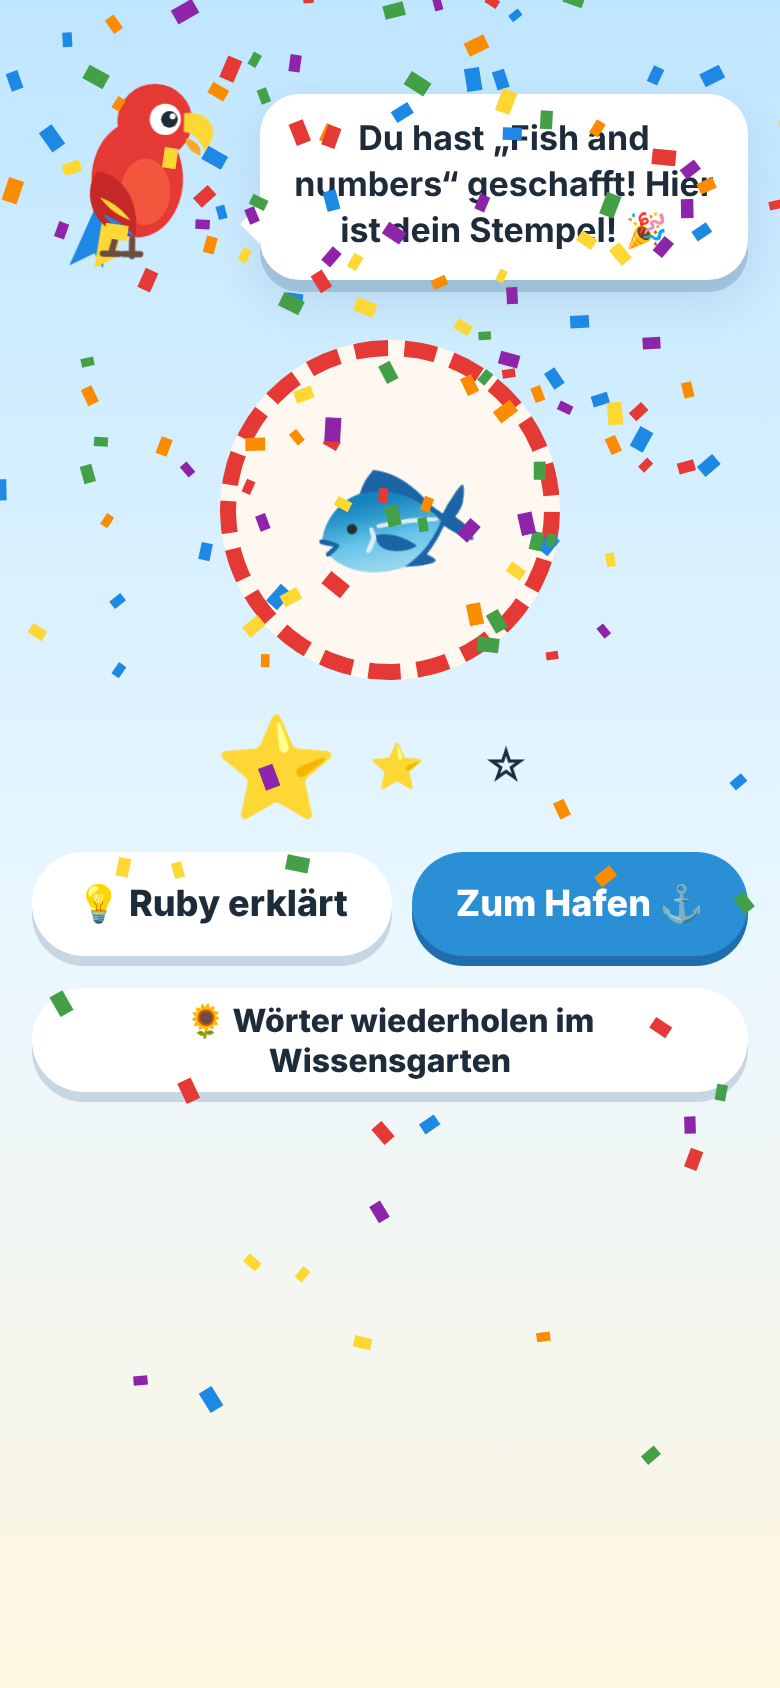 Du hast „Fish and
numbers“ geschafft! Hier
ist dein Stempel! 🎉
💡 Ruby erklärt
Zum Hafen ⚓
🌻 Wörter wiederholen im
Wissensgarten